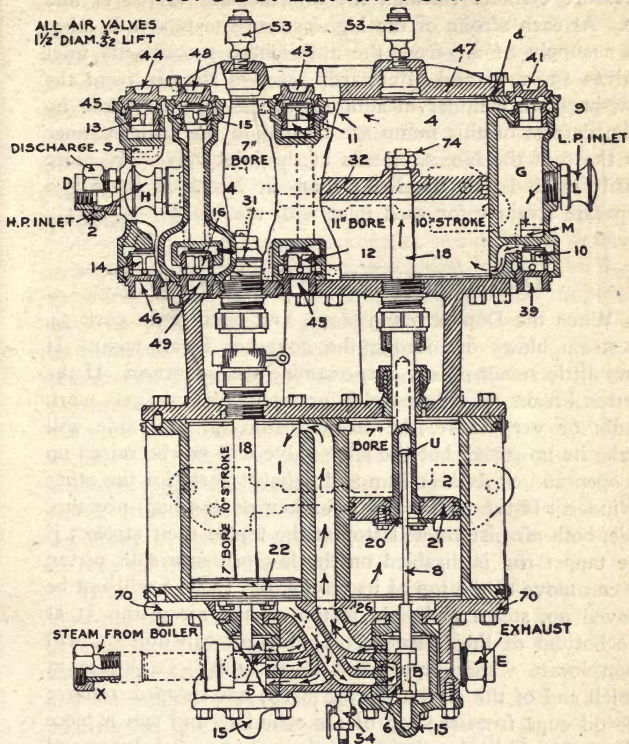 ALL AIR VALVES
1½" DIAM. 3/32" LIFT
53
53
44
48
43
47
d
41
45
13
15
11
9
DISCHARGE. S.
7"
BORE
4
74
L.P. INLET
D
H
4
32
G
H.P. INLET
2
31
11" BORE
10" STROKE
M
16
14
12
18
10
46
49
45
39
7"
BORE
18
1
U
2
BORE 10" STROKE
20
21
22
70
26
70
STEAM FROM BOILER
EXHAUST
A
B
E
X
5
15
6
15
54